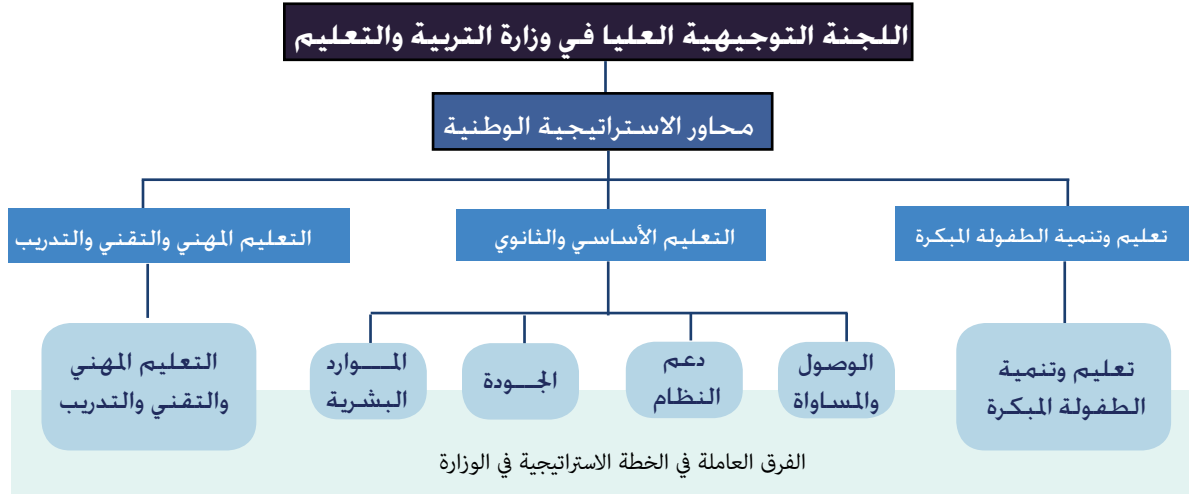 اللجنة التوجيهية العليا في وزارة التربية والتعليم
محاور الاستراتيجية الوطنية
تعليم وتنمية الطفولة المبكرة
التعليم الأساسي والثانوي
التعليم المهني والتقني والتدريب
تعليم وتنمية
الطفولة المبكرة
الوصول
والمساواة
دعم
النظام
الجـــودة
المـــــوارد
البشرية
التعليم المهني
والتقني والتدريب
الفرق العاملة في الخطة الاستراتيجية في الوزارة